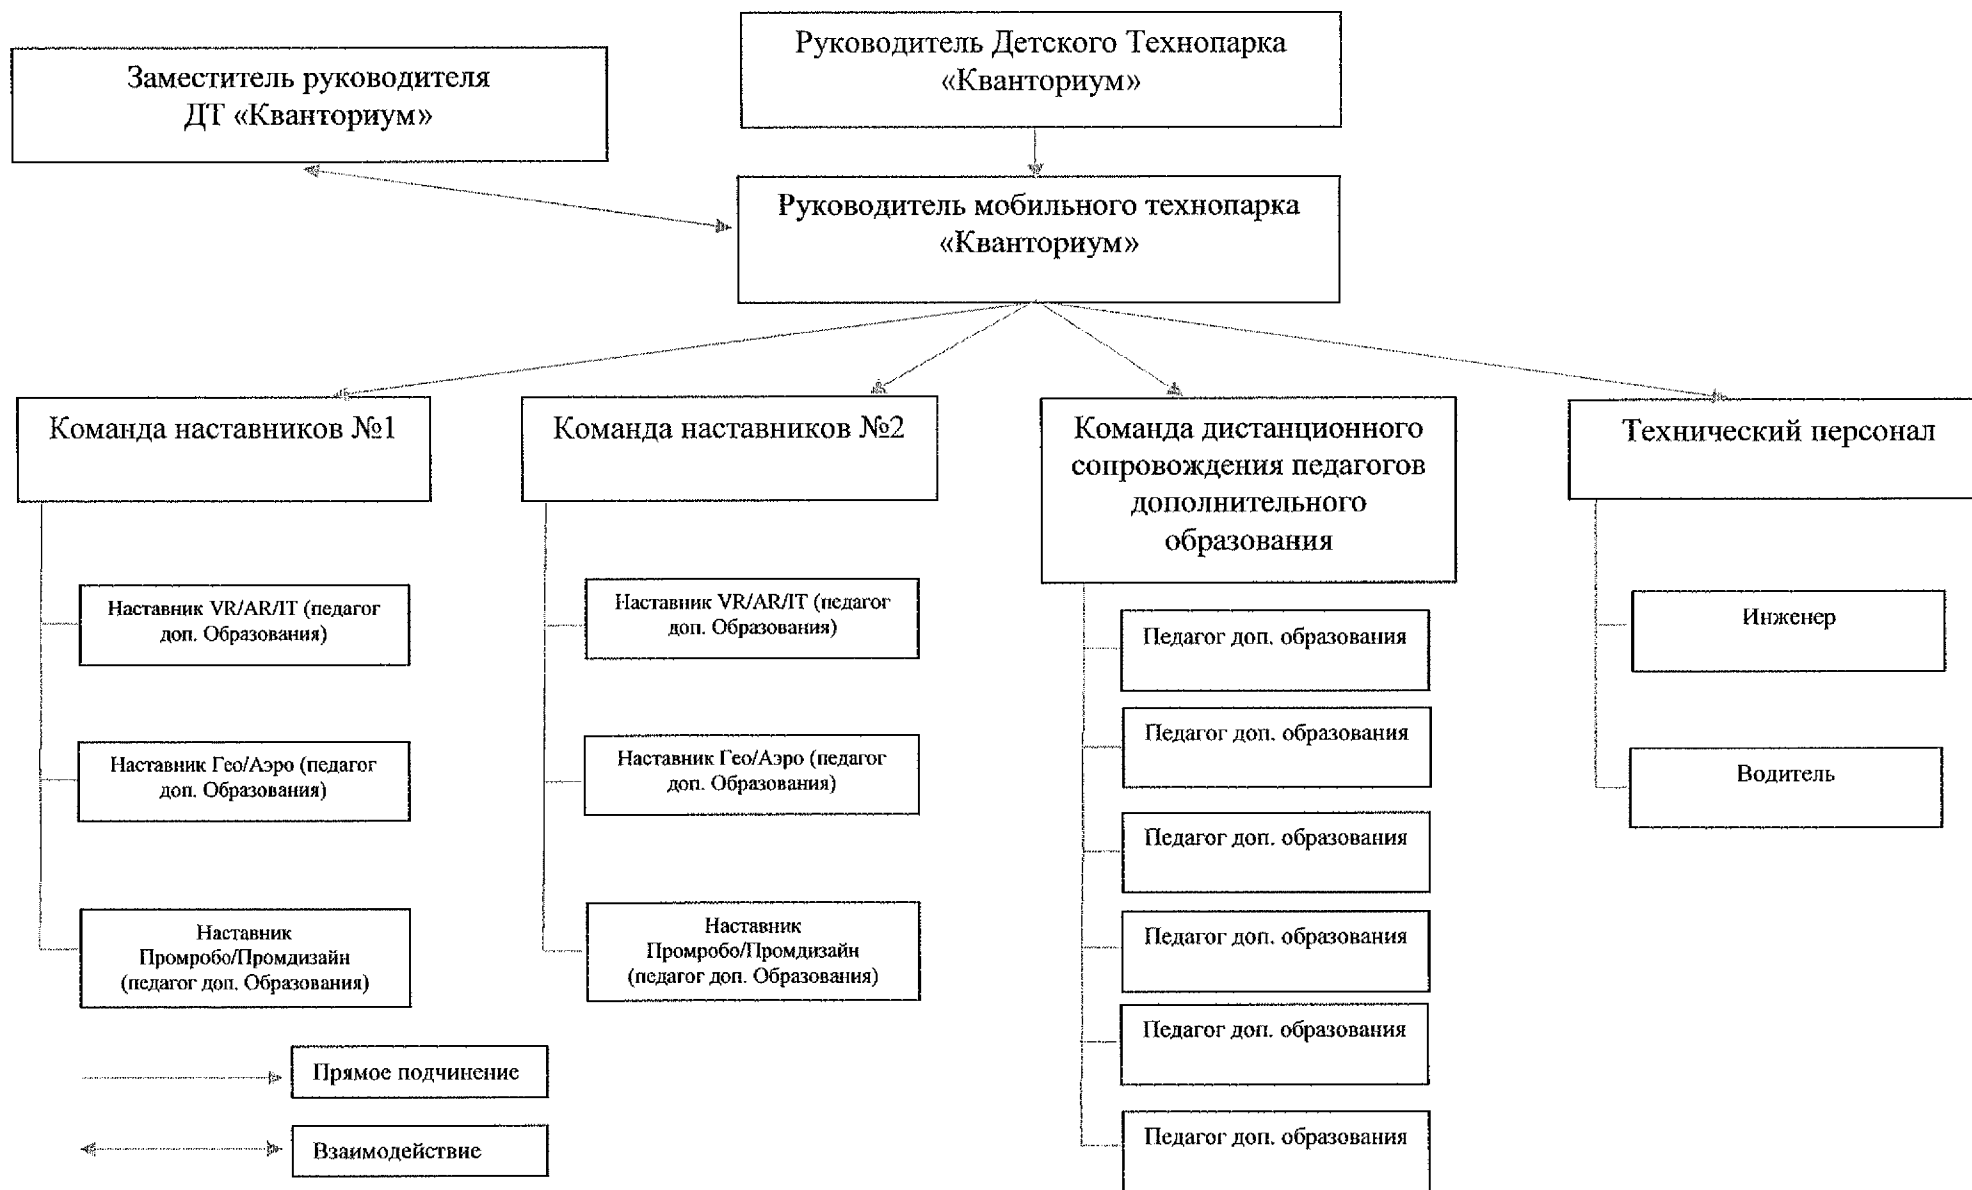 Руководитель Детского Технопарка
«Кванториум»
Заместитель руководителя
ДТ «Кванториум»
Руководитель мобильного технопарка
«Кванториум»
Команда наставников №1
Наставник VR/AR/IT (педагог
доп. Образования)
Наставник Гео/Аэро (педагог
доп. Образования)
Наставник
Промробо/Промдизайн
(педагог доп. Образования)
Команда наставников №2
Наставник VR/AR/IT (педагог
доп. Образования)
Наставник Гео/Аэро (педагог
доп. Образования)
Наставник
Промробо/Промдизайн
(педагог доп. Образования)
Команда дистанционного
сопровождения педагогов
дополнительного
образования
Педагог доп. образования
Педагог доп. образования
Педагог доп. образования
Педагог доп. образования
Педагог доп. образования
Педагог доп. образования
Технический персонал
Инженер
Водитель
Прямое подчинение
Взаимодействие